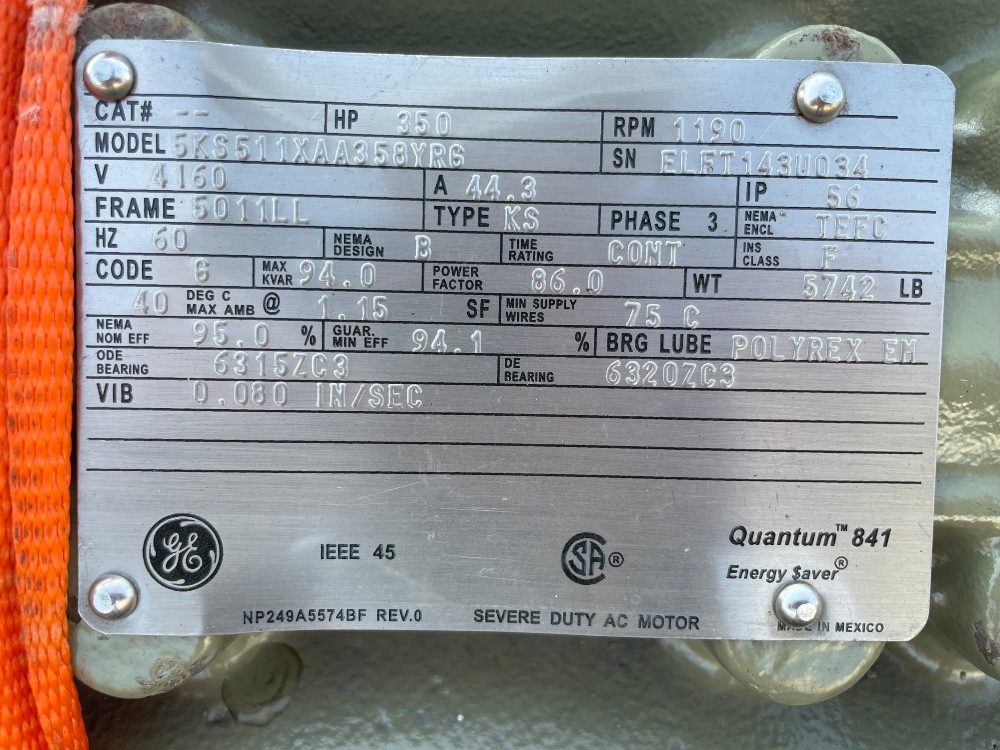 CAT# -- HP 350 RPM 1190
MODEL 5KS511XAA358YRG SN ELFT143U034
V 4160 A 44.3 IP 56
FRAME 5011LL TYPE KS PHASE 3 NEMA ENCL TEFC
HZ 60 NEMA DESIGN B TIME RATING CONT INS CLASS F
CODE G MAX KVAR 94.0 POWER FACTOR 86.0 WT 5742 LB
40 DEG C MAX AMB @ 1.15 SF MIN SUPPLY WIRES 75 C
NEMA NOM EFF 95.0 % GUAR. MIN EFF 94.1 % BRG LUBE POLYREX EM
ODE BEARING 6315ZC3 DE BEARING 6320ZC3
VIB 0.080 IN/SEC
GE IEEE 45 SA® Quantum™ 841
Energy $aver®
NP249A5574BF REV.0 SEVERE DUTY AC MOTOR MADE IN MEXICO